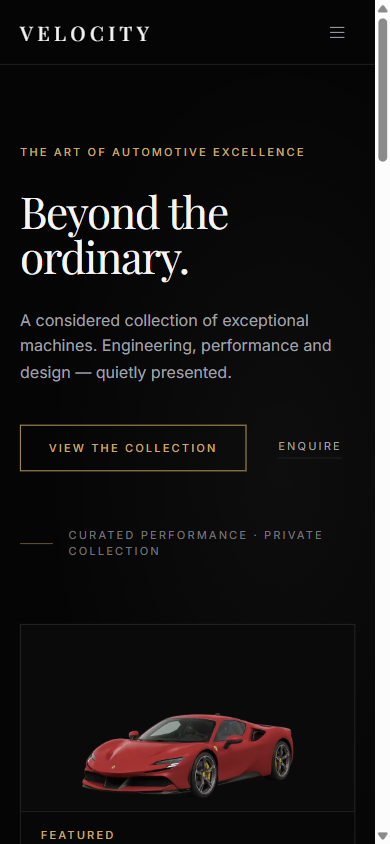 VELOCITY
THE ART OF AUTOMOTIVE EXCELLENCE
Beyond the
ordinary.
A considered collection of exceptional
machines. Engineering, performance and
design — quietly presented.
VIEW THE COLLECTION
ENQUIRE
CURATED PERFORMANCE · PRIVATE
COLLECTION
FEATURED